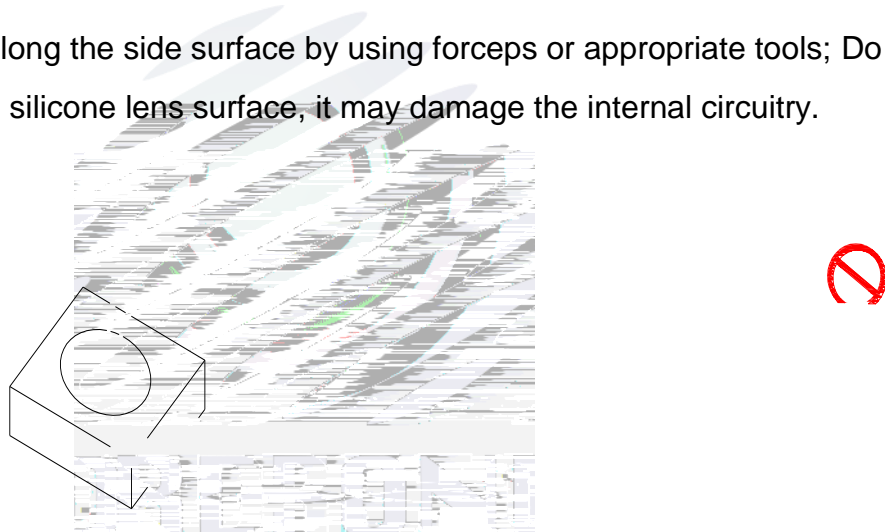 long the side surface by using forceps or appropriate tools; Do
silicone lens surface, it may damage the internal circuitry.